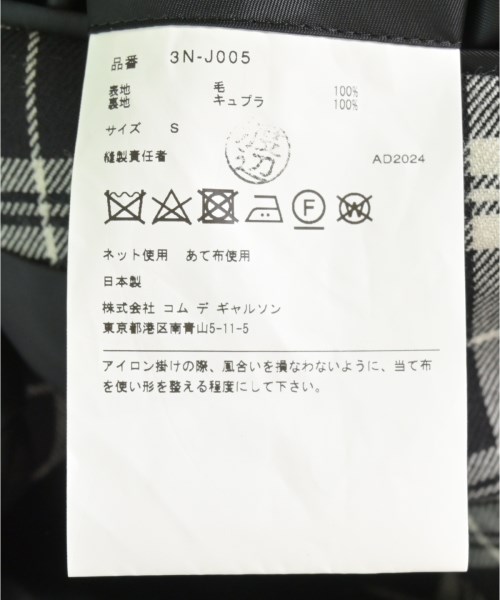 品番 3N-J005
表地 毛 100%
裏地 キュプラ 100%
サイズ S
縫製責任者
AD2024
F
W
ネット使用 あて布使用
日本製
株式会社 コム デ ギャルソン
東京都港区南青山5-11-5
アイロン掛けの際、風合いを損なわないように、当て布
を使い形を整える程度にして下さい。